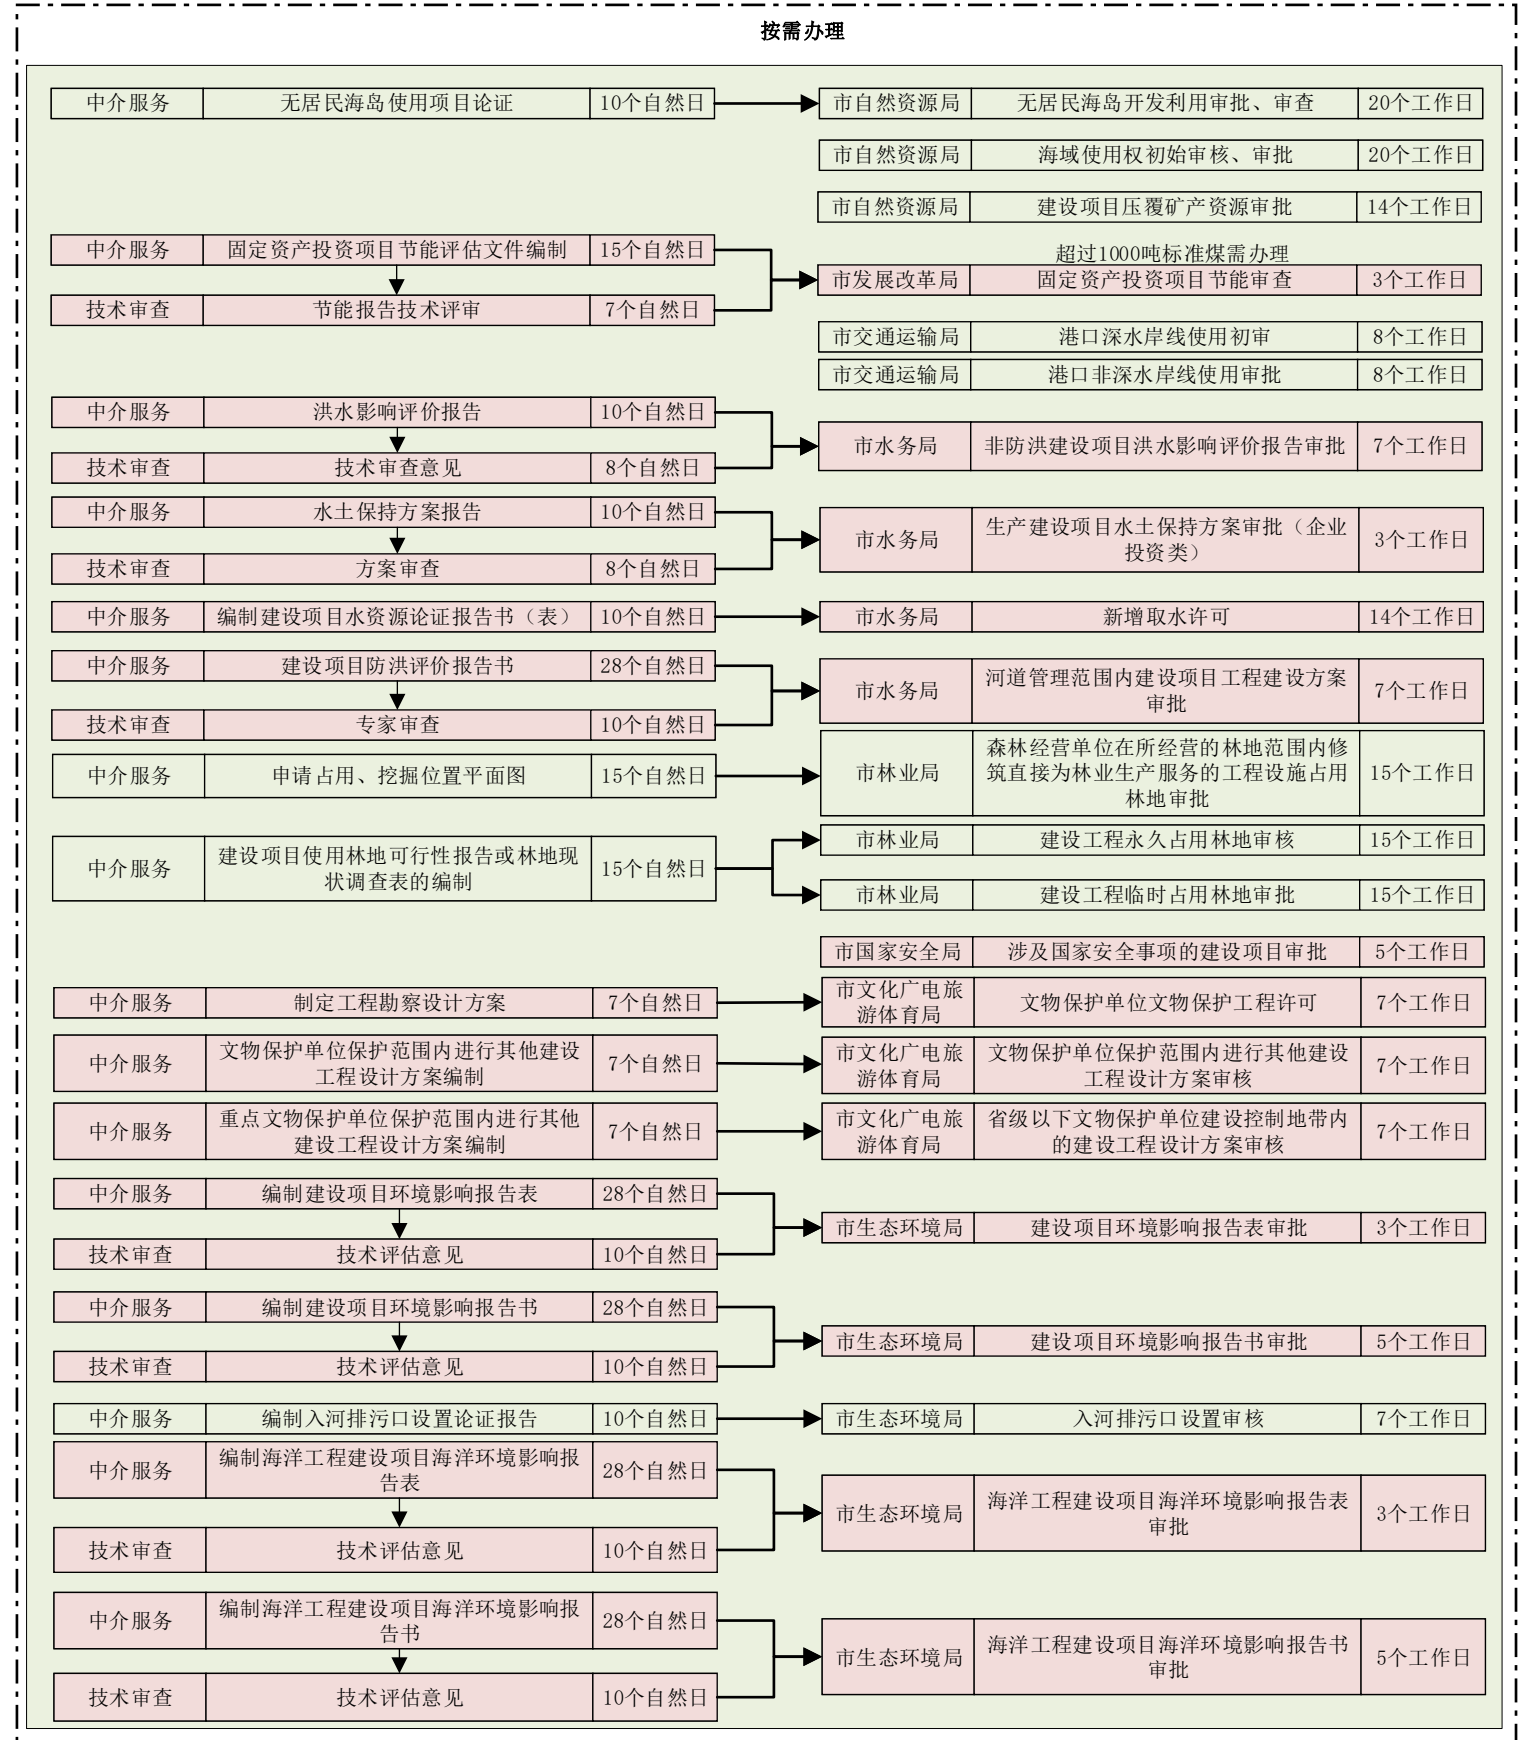 按需办理
中介服务 无居民海岛使用项目论证 10个自然日 市自然资源局 无居民海岛开发利用审批、审查 20个工作日
市自然资源局 海域使用权初始审核、审批 20个工作日
市自然资源局 建设项目压覆矿产资源审批 14个工作日
中介服务 固定资产投资项目节能评估文件编制 15个自然日
超过1000吨标准煤需办理
市发展改革局 固定资产投资项目节能审查 3个工作日
技术审查 节能报告技术评审 7个自然日
市交通运输局 港口深水岸线使用初审 8个工作日
市交通运输局 港口非深水岸线使用审批 8个工作日
中介服务 洪水影响评价报告 10个自然日
市水务局 非防洪建设项目洪水影响评价报告审批 7个工作日
技术审查 技术审查意见 8个自然日
中介服务 水土保持方案报告 10个自然日
市水务局 生产建设项目水土保持方案审批（企业
投资类） 3个工作日
技术审查 方案审查 8个自然日
中介服务 编制建设项目水资源论证报告书（表） 10个自然日 市水务局 新增取水许可 14个工作日
中介服务 建设项目防洪评价报告书 28个自然日
市水务局 河道管理范围内建设项目工程建设方案
审批 7个工作日
技术审查 专家审查 10个自然日
中介服务 申请占用、挖掘位置平面图 15个自然日
市林业局 森林经营单位在所经营的林地范围内修
筑直接为林业生产服务的工程设施占用
林地审批 15个工作日
中介服务 建设项目使用林地可行性报告或林地现
状调查表的编制 15个自然日
市林业局 建设工程永久占用林地审核 15个工作日
市林业局 建设工程临时占用林地审批 15个工作日
市国家安全局 涉及国家安全事项的建设项目审批 5个工作日
中介服务 制定工程勘察设计方案 7个自然日
市文化广电旅
游体育局 文物保护单位文物保护工程许可 7个工作日
中介服务 文物保护单位保护范围内进行其他建设
工程设计方案编制 7个自然日
市文化广电旅
游体育局 文物保护单位保护范围内进行其他建设
工程设计方案审核 7个工作日
中介服务 重点文物保护单位保护范围内进行其他
建设工程设计方案编制 7个自然日
市文化广电旅
游体育局 省级以下文物保护单位建设控制地带内
的建设工程设计方案审核 7个工作日
中介服务 编制建设项目环境影响报告表 28个自然日
市生态环境局 建设项目环境影响报告表审批 3个工作日
技术审查 技术评估意见 10个自然日
中介服务 编制建设项目环境影响报告书 28个自然日
市生态环境局 建设项目环境影响报告书审批 5个工作日
技术审查 技术评估意见 10个自然日
中介服务 编制入河排污口设置论证报告 10个自然日 市生态环境局 入河排污口设置审核 7个工作日
中介服务 编制海洋工程建设项目海洋环境影响报
告表 28个自然日
市生态环境局 海洋工程建设项目海洋环境影响报告表
审批 3个工作日
技术审查 技术评估意见 10个自然日
中介服务 编制海洋工程建设项目海洋环境影响报
告书 28个自然日
市生态环境局 海洋工程建设项目海洋环境影响报告书
审批 5个工作日
技术审查 技术评估意见 10个自然日